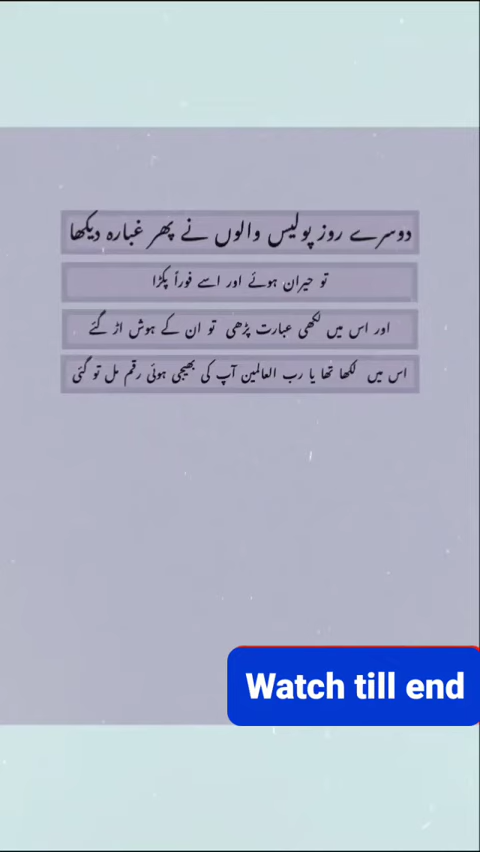 دوسرے روز پولیس والوں نے پھر غبارہ دیکھا
تو حیران ہوئے اور اسے فوراً پکڑا
اور اس میں لکھی عبارت پڑھی تو ان کے ہوش اڑ گئے
اس میں لکھا تھا یا رب العالمین آپ کی بھیجی ہوئی رقم مل تو گئی
Watch till end